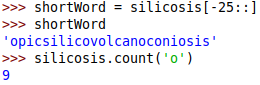 >>> shortWord = silicosis[-25::]
>>> shortWord
'opicsilicovolcanoconiosis'
>>> silicosis.count('o')
9